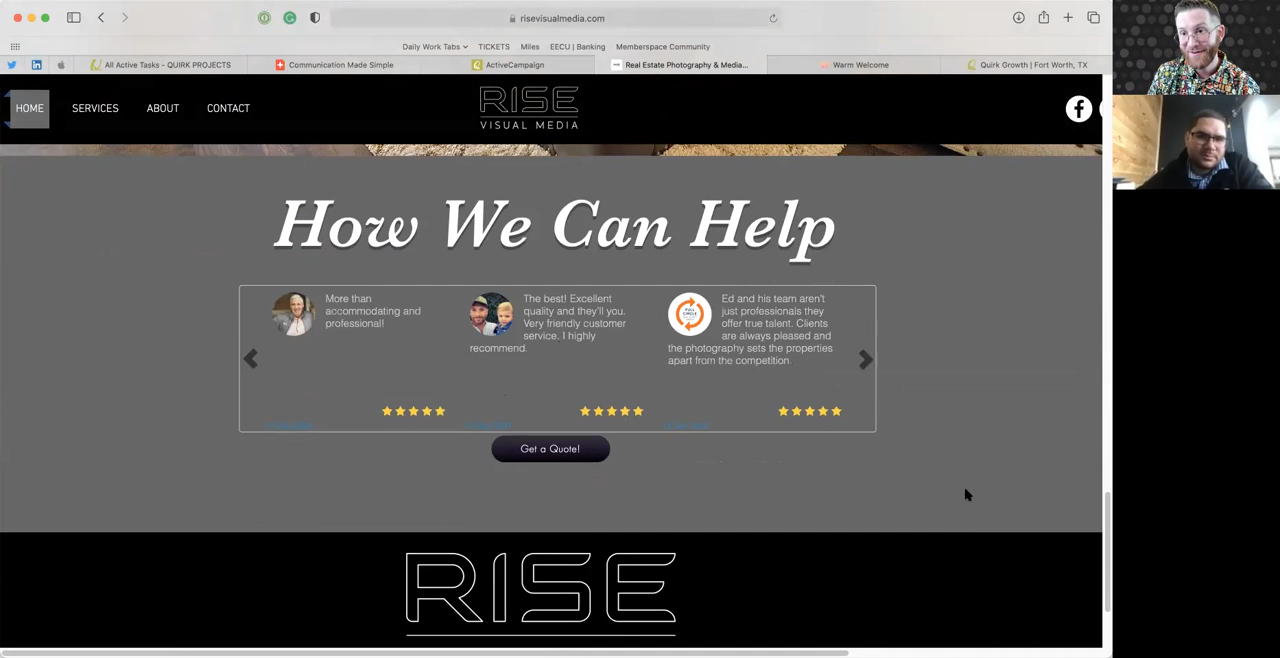 risevisualmedia.com
Daily Work Tabs TICKETS Miles EECU | Banking Memberspace Community
All Active Tasks - QUIRK PROJECTS Communication Made Simple ActiveCampaign Real Estate Photography & Media... Warm Welcome Quirk Growth | Fort Worth, TX
HOME SERVICES ABOUT CONTACT
RISE
VISUAL MEDIA
How We Can Help
More than
accommodating and
professional!
The best! Excellent
quality and they'll you.
Very friendly customer
service. I highly
recommend.
Ed and his team aren't
just professionals they
offer true talent. Clients
are always pleased and
the photography sets the properties
apart from the competition.
Get a Quote!
RISE